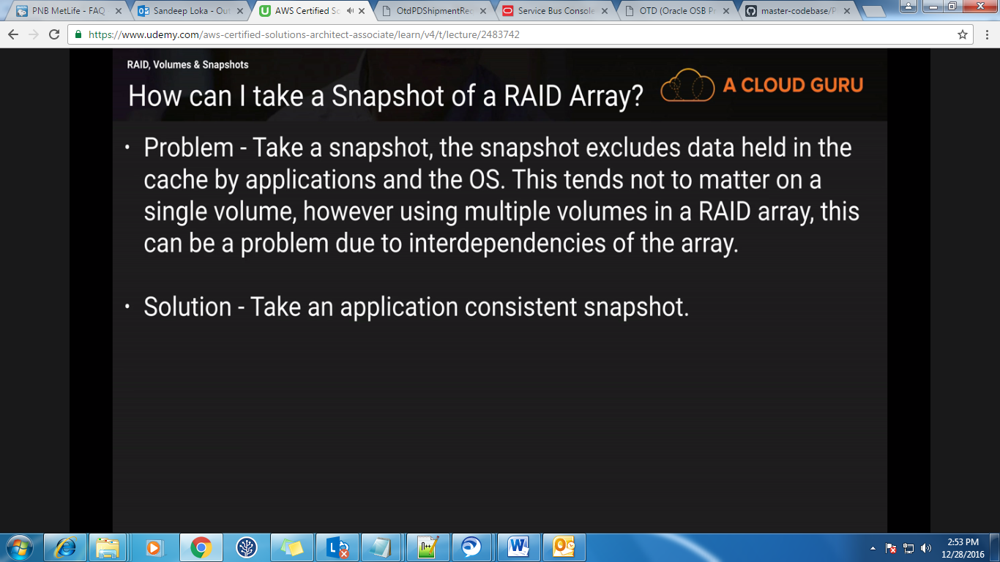 PNB MetLife - FAQ
Sandeep Loka - Out
AWS Certified So
OtdPDShipmentReq
Service Bus Console
OTD (Oracle OSB Pr
master-codebase/P
https://www.udemy.com/aws-certified-solutions-architect-associate/learn/v4/t/lecture/2483742
RAID, Volumes & Snapshots
How can I take a Snapshot of a RAID Array?
A CLOUD GURU
• Problem - Take a snapshot, the snapshot excludes data held in the
cache by applications and the OS. This tends not to matter on a
single volume, however using multiple volumes in a RAID array, this
can be a problem due to interdependencies of the array.
• Solution - Take an application consistent snapshot.
2:53 PM
12/28/2016